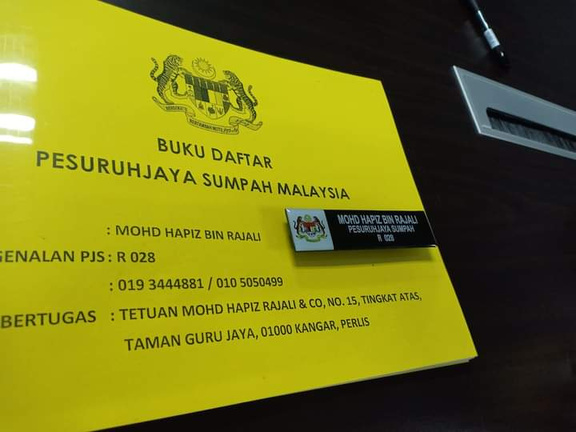 BUKU DAFTAR
PESURUHJAYA SUMPAH MALAYSIA
: MOHD HAPIZ BIN RAJALI
GENALAN PJS : R 028
: 019 3444881 / 010 5050499
BERTUGAS : TETUAN MOHD HAPIZ RAJALI & CO, NO. 15, TINGKAT ATAS,
TAMAN GURU JAYA, 01000 KANGAR, PERLIS
MOHD HAPIZ BIN RAJALI
PESURUHJAYA SUMPAH
R 028